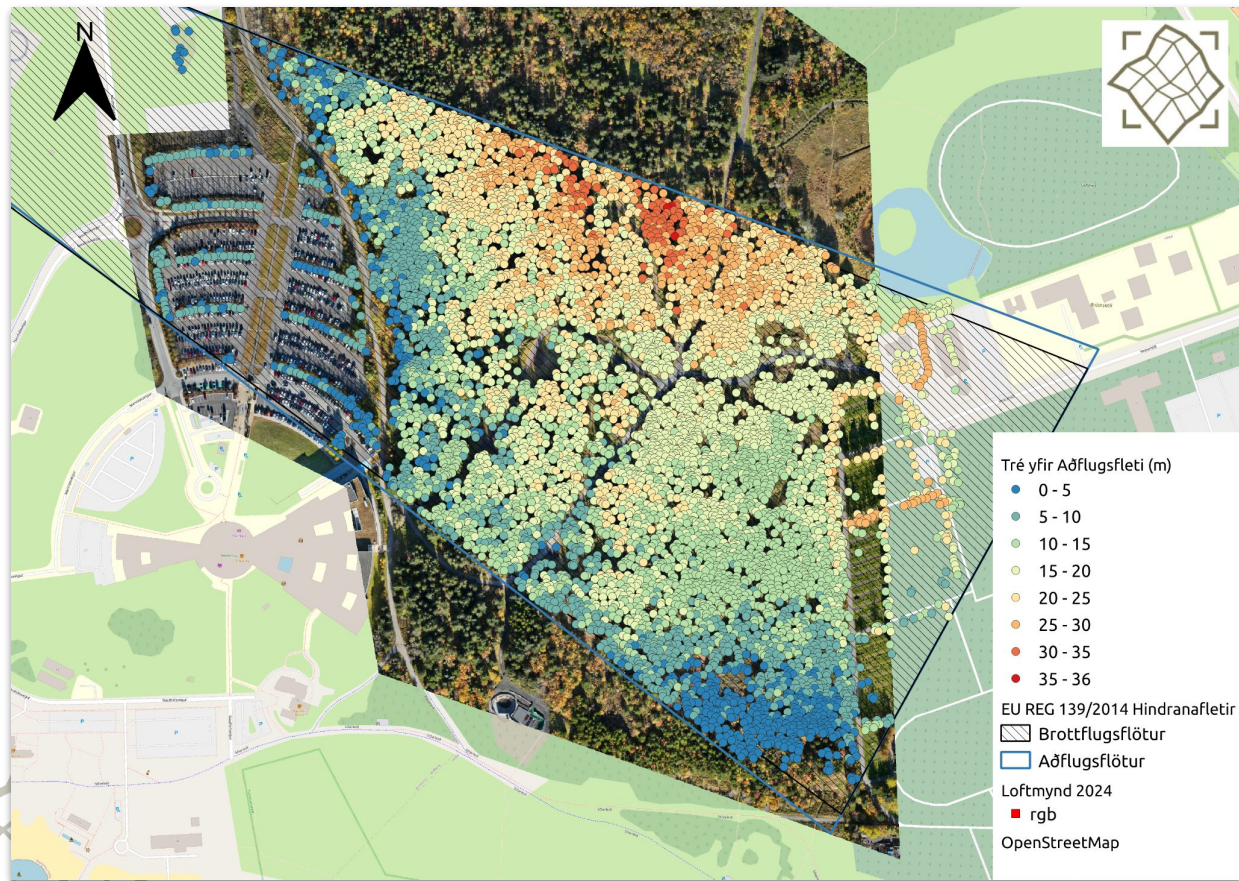 N
Tré yfir Aðflugsfleti (m)
0 - 5
5 - 10
10 - 15
15 - 20
20 - 25
25 - 30
30 - 35
35 - 36
EU REG 139/2014 Hindranafletir
Brottflugsflötur
Aðflugsflötur
Loftmynd 2024
rgb
OpenStreetMap